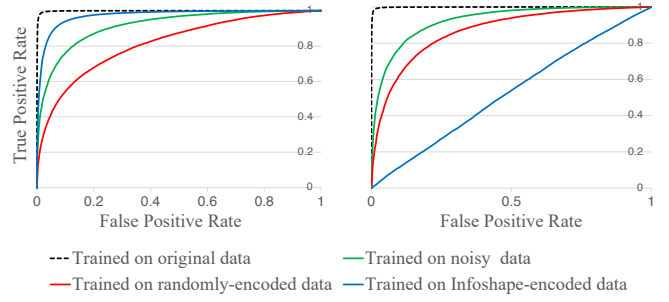 1
0.8
0.6
0.4
0.2
0 0.2 0.4 0.6 0.8 1
True Positive Rate
False Positive Rate
1
0.8
0.6
0.4
0.2
0 0.5 1
False Positive Rate
Trained on original data
Trained on noisy data
Trained on randomly-encoded data
Trained on Infoshape-encoded data